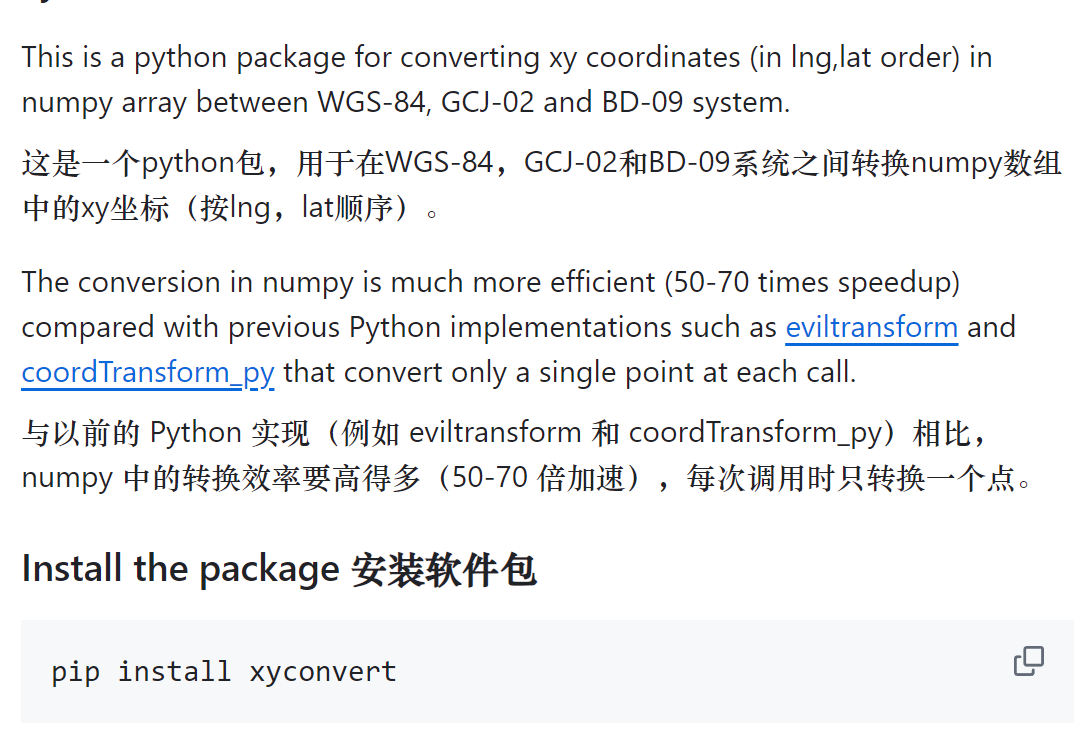 This is a python package for converting xy coordinates (in lng,lat order) in
numpy array between WGS-84, GCJ-02 and BD-09 system.
这是一个python包，用于在WGS-84，GCJ-02和BD-09系统之间转换numpy数组
中的xy坐标（按lng，lat顺序）。
The conversion in numpy is much more efficient (50-70 times speedup)
compared with previous Python implementations such as eviltransform and
coordTransform_py that convert only a single point at each call.
与以前的 Python 实现（例如 eviltransform 和 coordTransform_py）相比，
numpy 中的转换效率要高得多（50-70 倍加速），每次调用时只转换一个点。
Install the package 安装软件包
pip install xyconvert